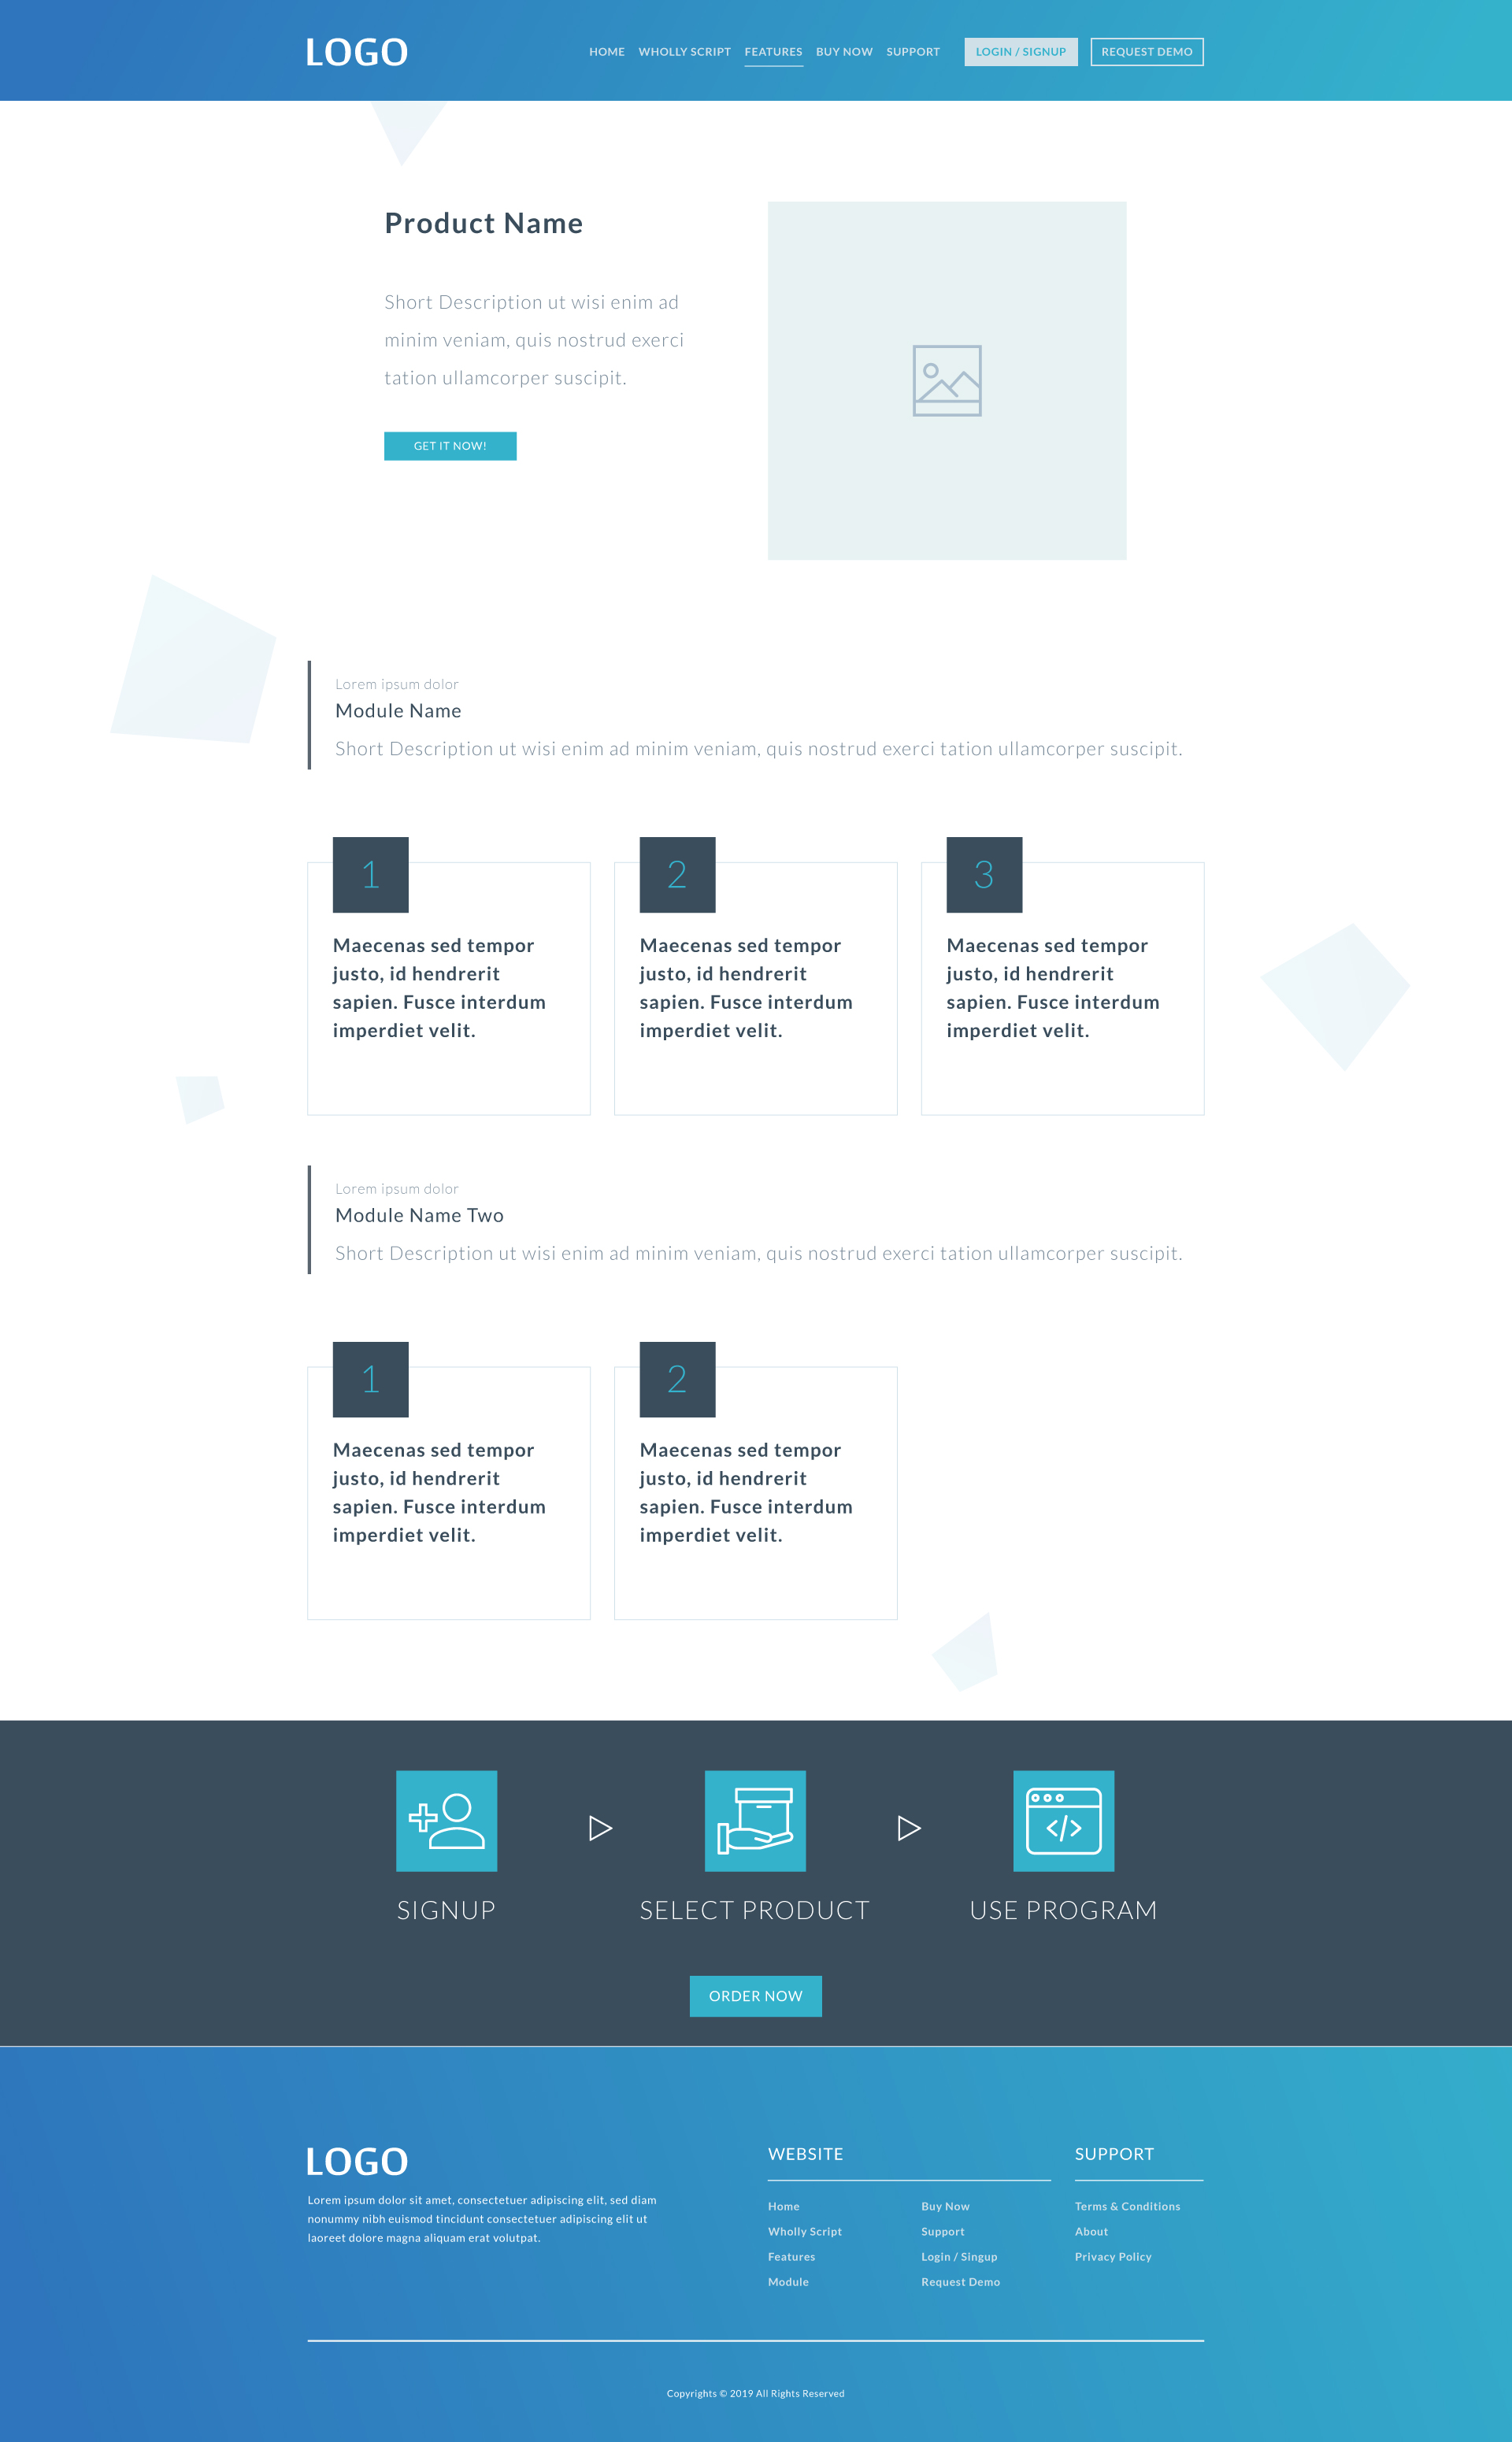 LOGO
HOME WHOLLY SCRIPT FEATURES BUY NOW SUPPORT LOGIN / SIGNUP REQUEST DEMO
Product Name
Short Description ut wisi enim ad
minim veniam, quis nostrud exerci
tation ullamcorper suscipit.
GET IT NOW!
Lorem ipsum dolor
Module Name
Short Description ut wisi enim ad minim veniam, quis nostrud exerci tation ullamcorper suscipit.
1
Maecenas sed tempor
justo, id hendrerit
sapien. Fusce interdum
imperdiet velit.
2
Maecenas sed tempor
justo, id hendrerit
sapien. Fusce interdum
imperdiet velit.
3
Maecenas sed tempor
justo, id hendrerit
sapien. Fusce interdum
imperdiet velit.
Lorem ipsum dolor
Module Name Two
Short Description ut wisi enim ad minim veniam, quis nostrud exerci tation ullamcorper suscipit.
1
Maecenas sed tempor
justo, id hendrerit
sapien. Fusce interdum
imperdiet velit.
2
Maecenas sed tempor
justo, id hendrerit
sapien. Fusce interdum
imperdiet velit.
SIGNUP
SELECT PRODUCT
USE PROGRAM
ORDER NOW
LOGO
Lorem ipsum dolor sit amet, consectetuer adipiscing elit, sed diam
nonummy nibh euismod tincidunt consectetuer adipiscing elit ut
laoreet dolore magna aliquam erat volutpat.
WEBSITE
Home
Wholly Script
Features
Module
Buy Now
Support
Login / Singup
Request Demo
SUPPORT
Terms & Conditions
About
Privacy Policy
Copyrights © 2019 All Rights Reserved